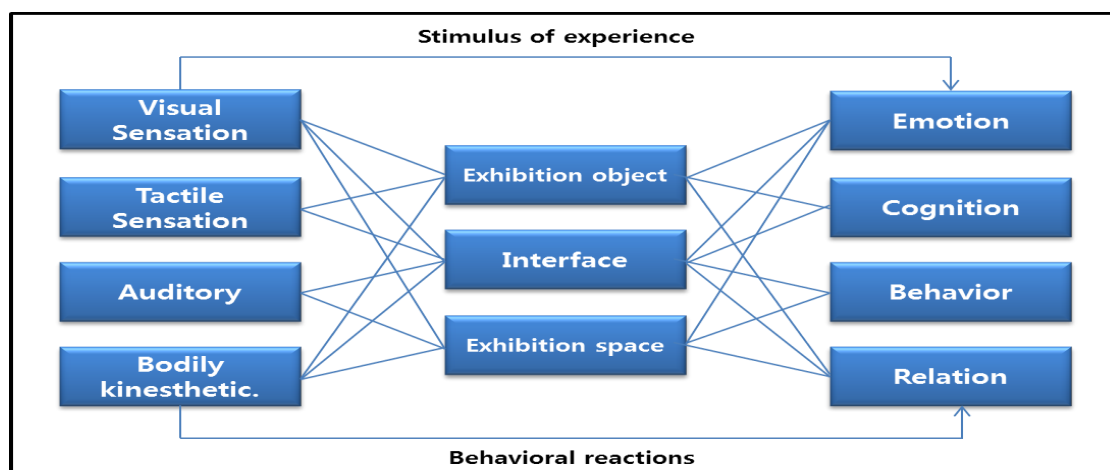 Stimulus of experience
Visual
Sensation
Tactile
Sensation
Auditory
Bodily
kinesthetic.
Exhibition object
Interface
Exhibition space
Emotion
Cognition
Behavior
Relation
Behavioral reactions